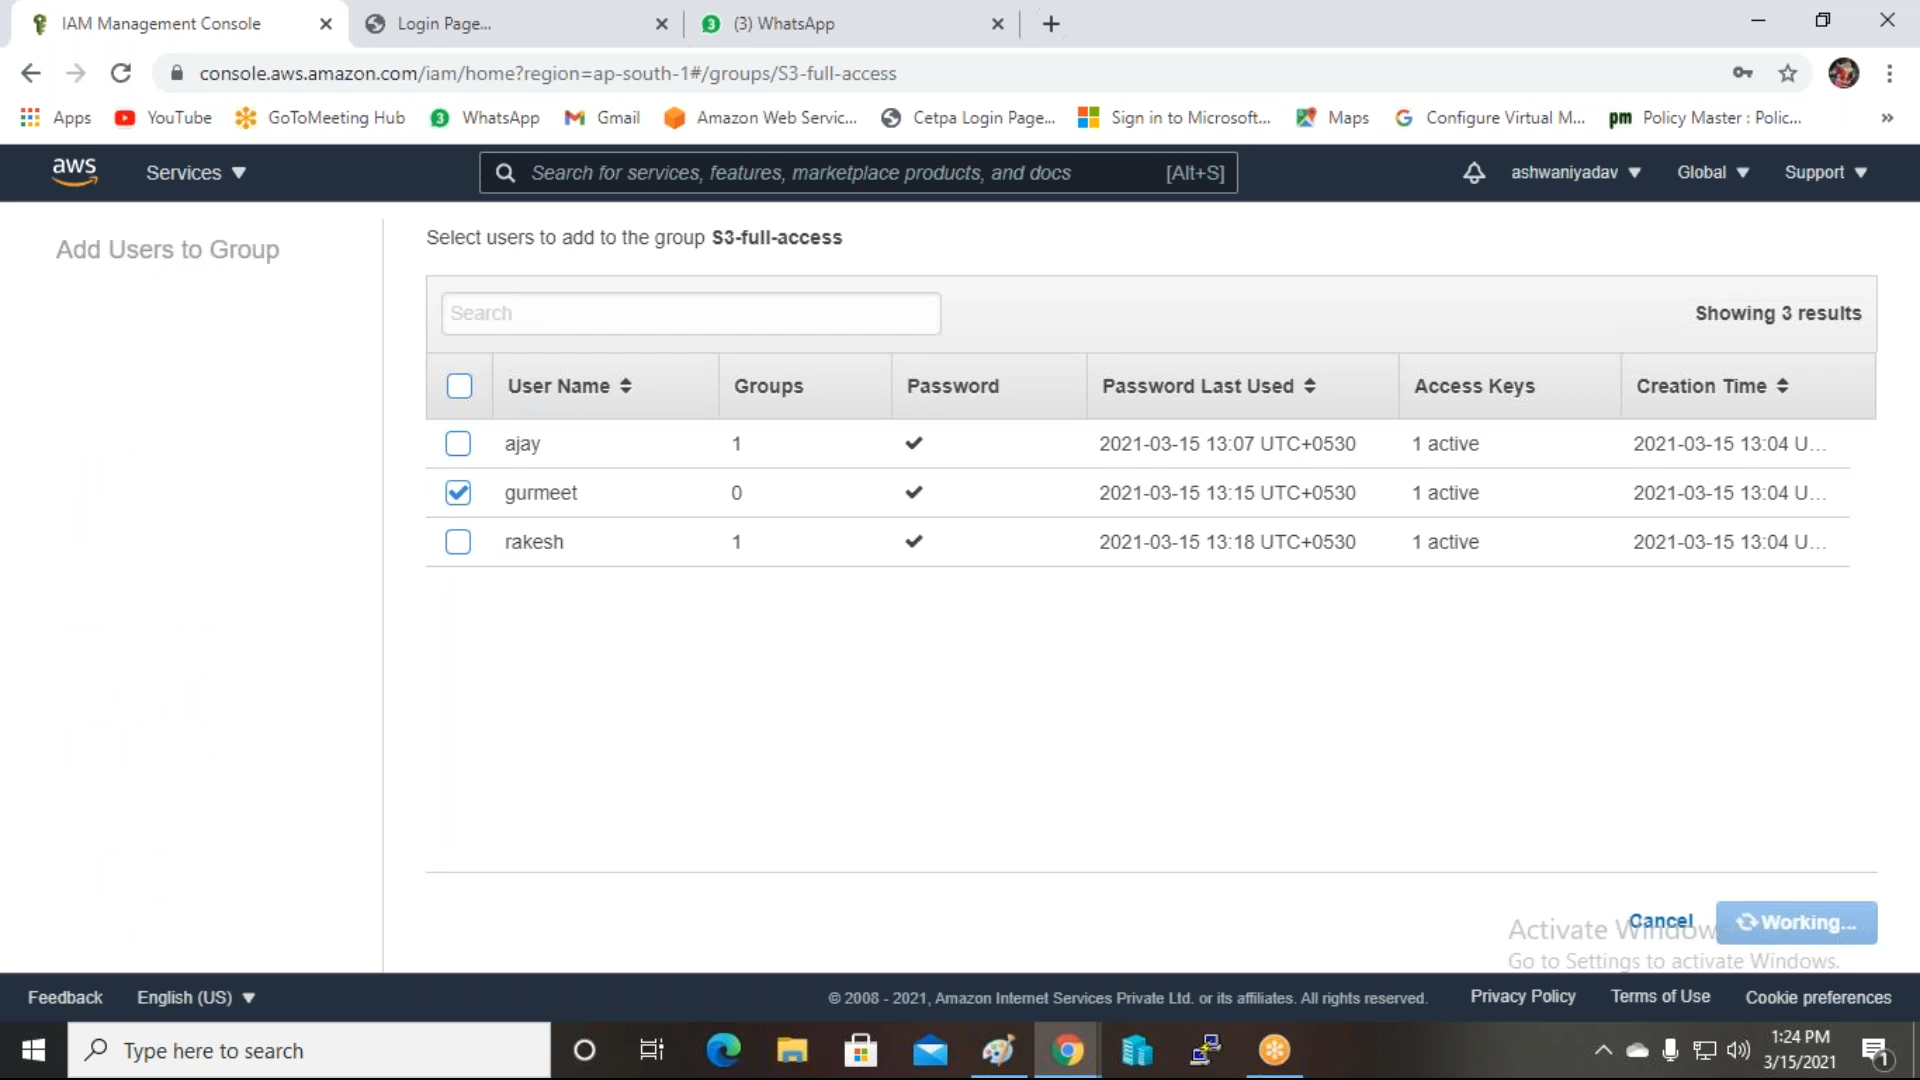 IAM Management Console
Login Page...
3 (3) WhatsApp
console.aws.amazon.com/iam/home?region=ap-south-1#/groups/S3-full-access
Apps YouTube GoToMeeting Hub 3 WhatsApp Gmail Amazon Web Servic... Cetpa Login Page... Sign in to Microsoft... Maps Configure Virtual M... pm Policy Master : Polic... »
aws Services Search for services, features, marketplace products, and docs [Alt+S] ashwaniyadav Global Support
Add Users to Group
Select users to add to the group S3-full-access
Search
Showing 3 results
User Name Groups Password Password Last Used Access Keys Creation Time
ajay 1 2021-03-15 13:07 UTC+0530 1 active 2021-03-15 13:04 U...
gurmeet 0 2021-03-15 13:15 UTC+0530 1 active 2021-03-15 13:04 U...
rakesh 1 2021-03-15 13:18 UTC+0530 1 active 2021-03-15 13:04 U...
Cancel Working...
Activate Windows
Go to Settings to activate Windows.
Feedback English (US) © 2008 - 2021, Amazon Internet Services Private Ltd. or its affiliates. All rights reserved. Privacy Policy Terms of Use Cookie preferences
Type here to search
1:24 PM
3/15/2021
1